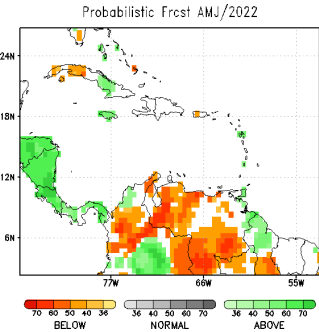 Probabilistic Frcst AMJ/2022
24N
18N
12N
6N
77W 66W 55W
70 60 50 40 36 36 40 50 60 70 36 40 50 60 70
BELOW NORMAL ABOVE